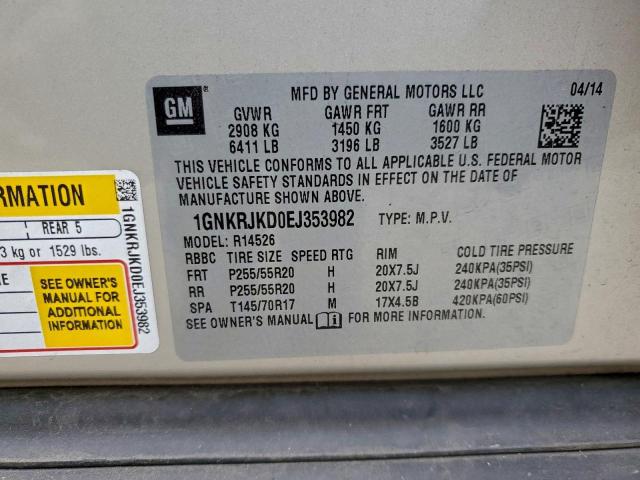 GM
MFD BY GENERAL MOTORS LLC 04/14
GVWR GAWR FRT GAWR RR
2908 KG 1450 KG 1600 KG
6411 LB 3196 LB 3527 LB
THIS VEHICLE CONFORMS TO ALL APPLICABLE U.S. FEDERAL MOTOR
VEHICLE SAFETY STANDARDS IN EFFECT ON THE DATE OF
MANUFACTURE SHOWN ABOVE.
1GNKRJKD0EJ353982 TYPE: M.P.V.
MODEL: R14526
RBBC TIRE SIZE SPEED RTG RIM COLD TIRE PRESSURE
FRT P255/55R20 H 20X7.5J 240KPA(35PSI)
RR P255/55R20 H 20X7.5J 240KPA(35PSI)
SPA T145/70R17 M 17X4.5B 420KPA(60PSI)
SEE OWNER'S MANUAL FOR MORE INFORMATION.
REAR 5
kg or 1529 lbs.
SEE OWNER'S
MANUAL FOR
ADDITIONAL
INFORMATION
1GNKRJKD0EJ353982